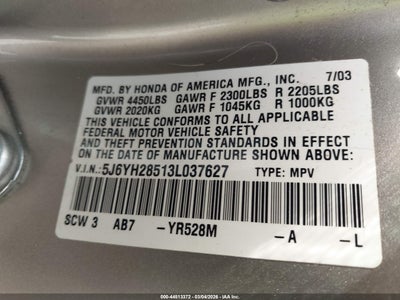 MFD. BY HONDA OF AMERICA MFG., INC. 7/03
GVWR 4450LBS GAWR F 2300LBS R 2205LBS
GVWR 2020KG GAWR F 1045KG R 1000KG
THIS VEHICLE CONFORMS TO ALL APPLICABLE
FEDERAL MOTOR VEHICLE SAFETY
AND THEFT PREVENTION STANDARDS IN EFFECT
ON THE DATE OF MANUFACTURE SHOWN ABOVE.
V.I.N.: 5J6YH28513L037627 TYPE: MPV
SCW 3 AB7 -YR528M -A -L
000-44513372 - 03/04/2026 - IAA Inc.